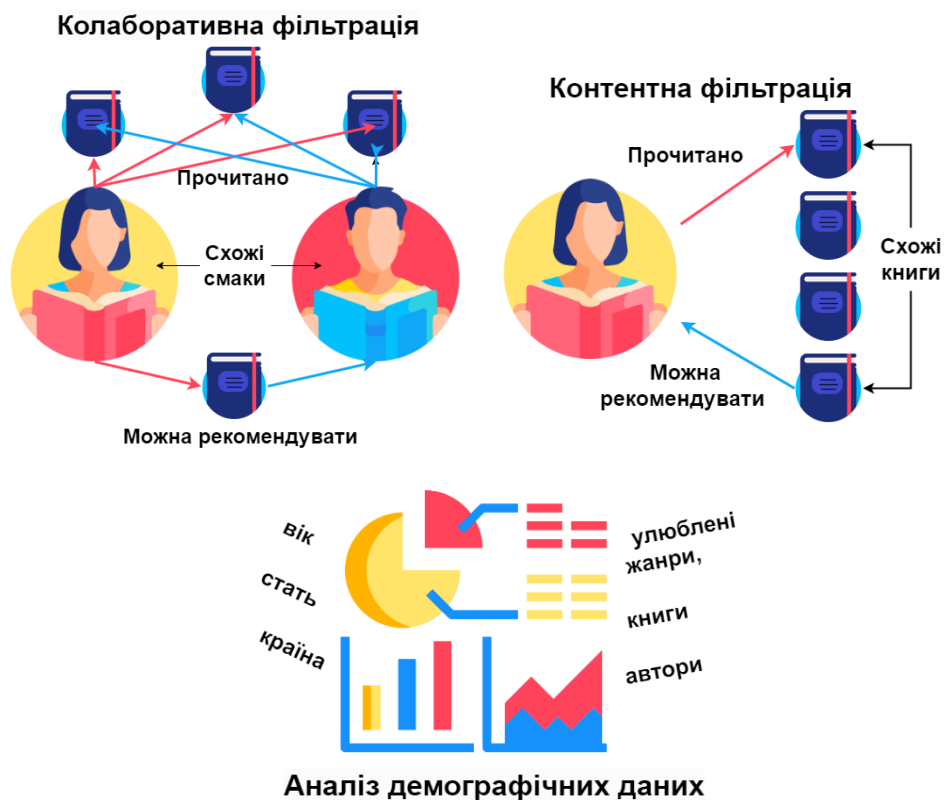 Колаборативна фільтрація
Прочитано
Схожі
смаки
Можна рекомендувати
Контентна фільтрація
Прочитано
Схожі
книги
Можна
рекомендувати
вік
стать
країна
улюблені
жанри,
книги
автори
Аналіз демографічних даних